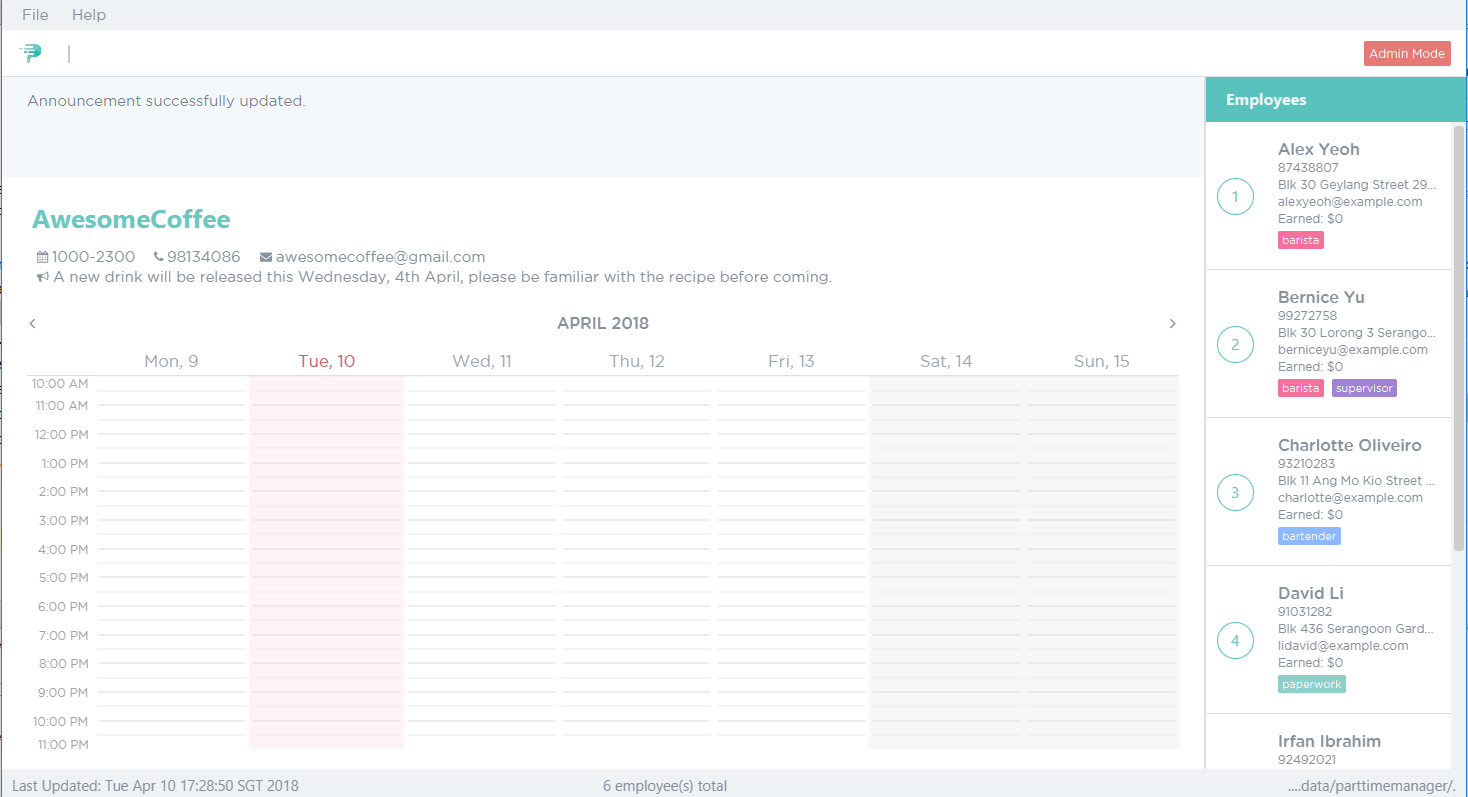 File Help
Admin Mode
Announcement successfully updated.
AwesomeCoffee
1000-2300 98134086 awesomecoffee@gmail.com
A new drink will be released this Wednesday, 4th April, please be familiar with the recipe before coming.
APRIL 2018
Mon, 9 Tue, 10 Wed, 11 Thu, 12 Fri, 13 Sat, 14 Sun, 15
10:00 AM
11:00 AM
12:00 PM
1:00 PM
2:00 PM
3:00 PM
4:00 PM
5:00 PM
6:00 PM
7:00 PM
8:00 PM
9:00 PM
10:00 PM
11:00 PM
Employees
1
Alex Yeoh
87438807
Blk 30 Geylang Street 29...
alexyeoh@example.com
Earned: $0
barista
2
Bernice Yu
99272758
Blk 30 Lorong 3 Serango...
berniceyu@example.com
Earned: $0
barista supervisor
3
Charlotte Oliveiro
93210283
Blk 11 Ang Mo Kio Street ...
charlotte@example.com
Earned: $0
bartender
4
David Li
91031282
Blk 436 Serangoon Gard...
lidavid@example.com
Earned: $0
paperwork
Irfan Ibrahim
92492021
Last Updated: Tue Apr 10 17:28:50 SGT 2018 6 employee(s) total ....data/parttimemanager/.